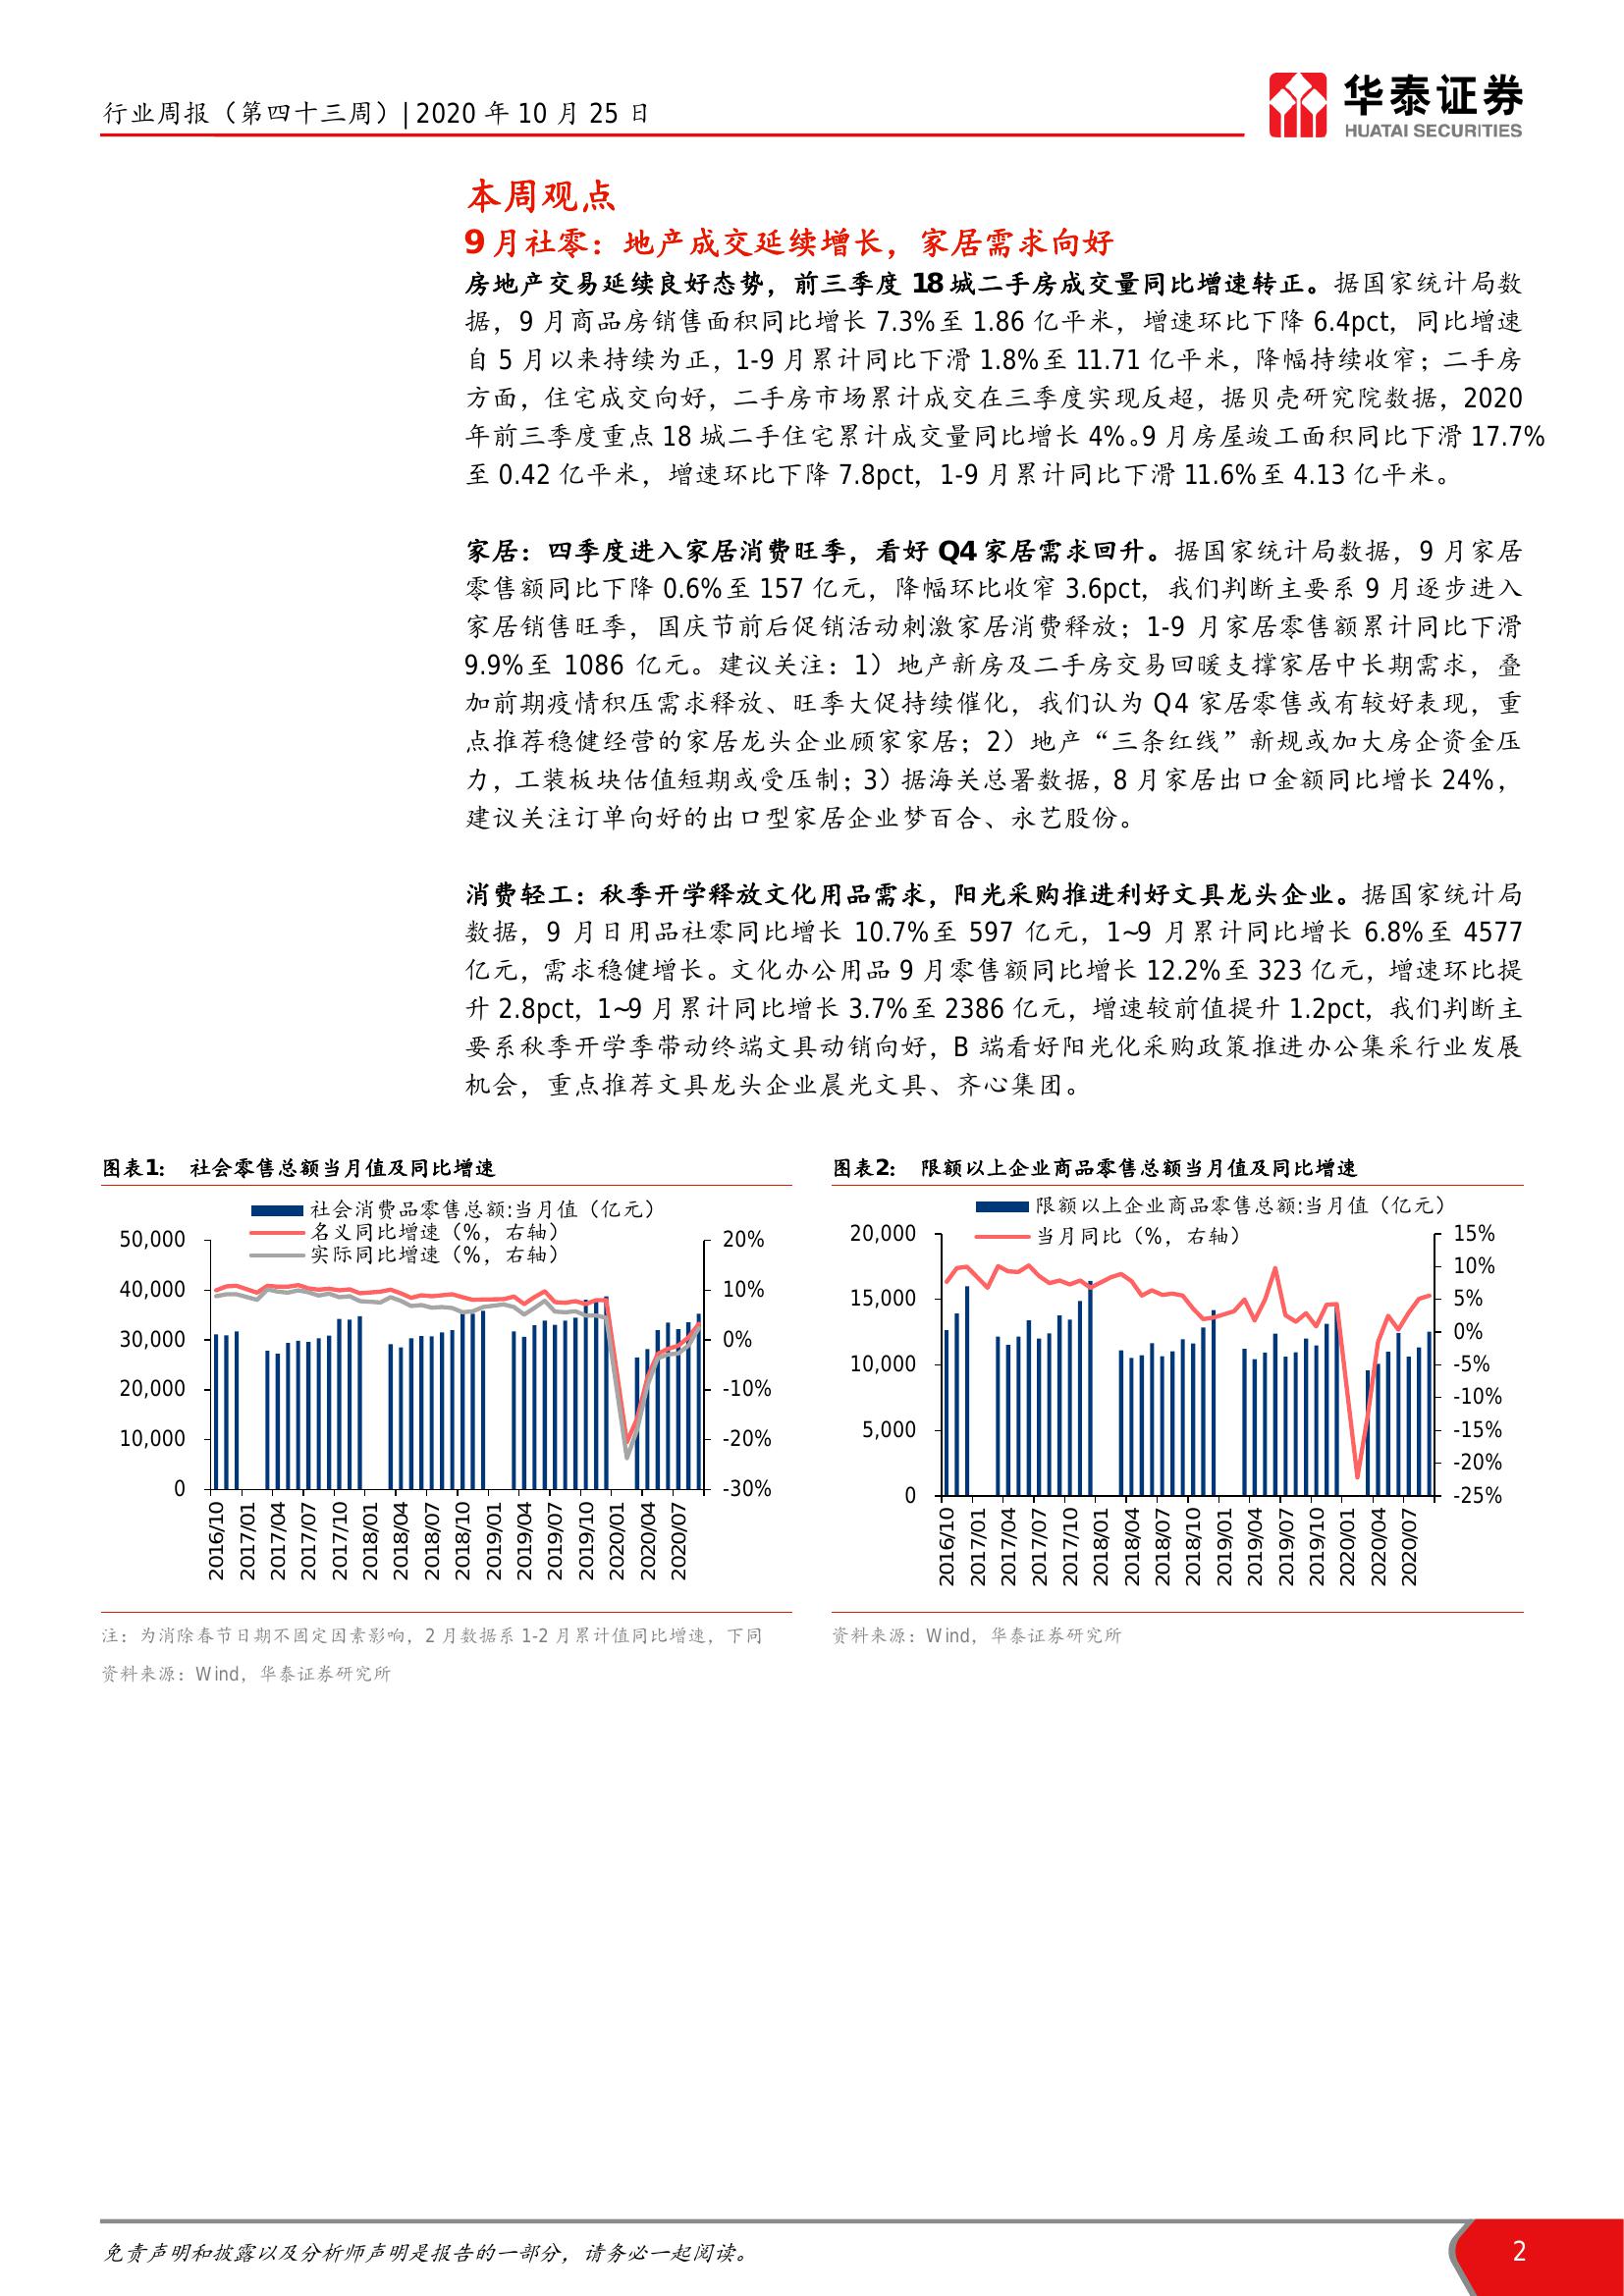 行业周报（第四十三周）| 2020 年 10 月 25 日
华泰证券
HUATAI SECURITIES
本周观点
9 月社零：地产成交延续增长，家居需求向好
房地产交易延续良好态势，前三季度 18 城二手房成交量同比增速转正。据国家统计局数
据，9 月商品房销售面积同比增长 7.3%至 1.86 亿平米，增速环比下降 6.4pct，同比增速
自 5 月以来持续为正，1-9 月累计同比下滑 1.8%至 11.71 亿平米，降幅持续收窄；二手房
方面，住宅成交向好，二手房市场累计成交在三季度实现反超，据贝壳研究院数据，2020
年前三季度重点 18 城二手住宅累计成交量同比增长 4%。9 月房屋竣工面积同比下滑 17.7%
至 0.42 亿平米，增速环比下降 7.8pct，1-9 月累计同比下滑 11.6%至 4.13 亿平米。
家居：四季度进入家居消费旺季，看好 Q4 家居需求回升。据国家统计局数据，9 月家居
零售额同比下降 0.6%至 157 亿元，降幅环比收窄 3.6pct，我们判断主要系 9 月逐步进入
家居销售旺季，国庆节前后促销活动刺激家居消费释放；1-9 月家居零售额累计同比下滑
9.9%至 1086 亿元。建议关注：1）地产新房及二手房交易回暖支撑家居中长期需求，叠
加前期疫情积压需求释放、旺季大促持续催化，我们认为 Q4 家居零售或有较好表现，重
点推荐稳健经营的家居龙头企业顾家家居；2）地产“三条红线”新规或加大房企资金压
力，工装板块估值短期或受压制；3）据海关总署数据，8 月家居出口金额同比增长 24%，
建议关注订单向好的出口型家居企业梦百合、永艺股份。
消费轻工：秋季开学释放文化用品需求，阳光采购推进利好文具龙头企业。据国家统计局
数据，9 月日用品社零同比增长 10.7%至 597 亿元，1~9 月累计同比增长 6.8%至 4577
亿元，需求稳健增长。文化办公用品 9 月零售额同比增长 12.2%至 323 亿元，增速环比提
升 2.8pct，1~9 月累计同比增长 3.7%至 2386 亿元，增速较前值提升 1.2pct，我们判断主
要系秋季开学季带动终端文具动销向好，B 端看好阳光化采购政策推进办公集采行业发展
机会，重点推荐文具龙头企业晨光文具、齐心集团。
图表1： 社会零售总额当月值及同比增速
社会消费品零售总额:当月值（亿元）
名义同比增速（%，右轴）
实际同比增速（%，右轴）
50,000
40,000
30,000
20,000
10,000
0
20%
10%
0%
-10%
-20%
-30%
2016/10
2017/01
2017/04
2017/07
2017/10
2018/01
2018/04
2018/07
2018/10
2019/01
2019/04
2019/07
2019/10
2020/01
2020/04
2020/07
注：为消除春节日期不固定因素影响，2 月数据系 1-2 月累计值同比增速，下同
资料来源：Wind，华泰证券研究所
图表2： 限额以上企业商品零售总额当月值及同比增速
限额以上企业商品零售总额:当月值（亿元）
当月同比（%，右轴）
20,000
15,000
10,000
5,000
0
15%
10%
5%
0%
-5%
-10%
-15%
-20%
-25%
2016/10
2017/01
2017/04
2017/07
2017/10
2018/01
2018/04
2018/07
2018/10
2019/01
2019/04
2019/07
2019/10
2020/01
2020/04
2020/07
资料来源：Wind，华泰证券研究所
免责声明和披露以及分析师声明是报告的一部分，请务必一起阅读。
2